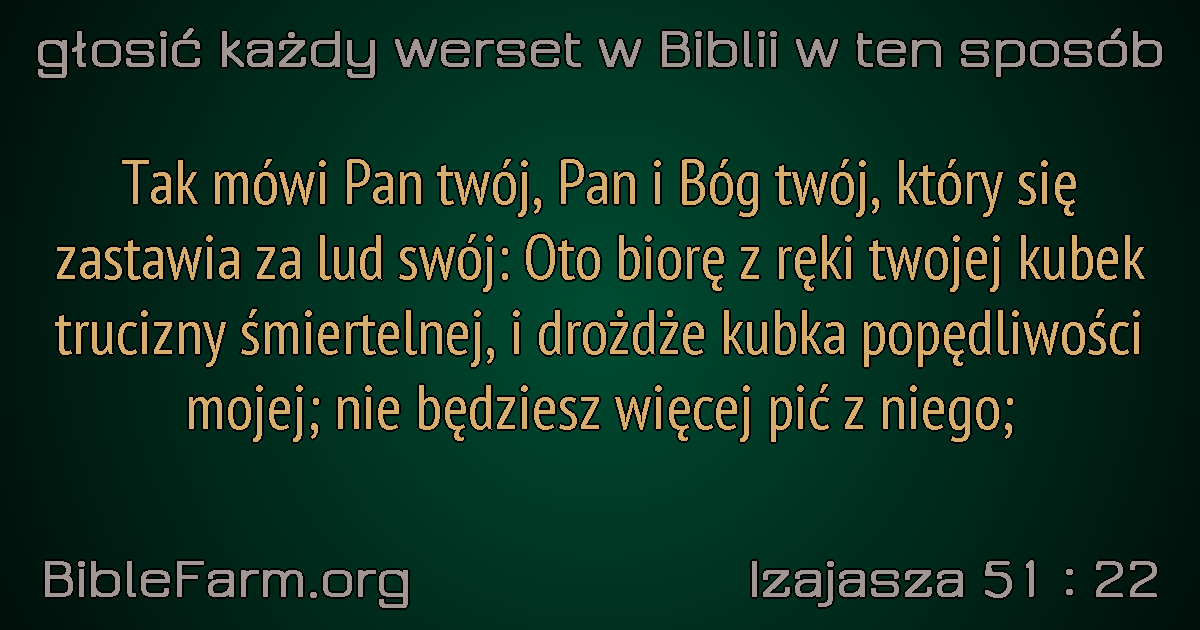 głosić każdy werset w Biblii w ten sposób
Tak mówi Pan twój, Pan i Bóg twój, który się
zastawia za lud swój: Oto biorę z ręki twojej kubek
trucizny śmiertelnej, i drożdże kubka popędliwości
mojej; nie będziesz więcej pić z niego;
BibleFarm.org
Izajasza 51 : 22